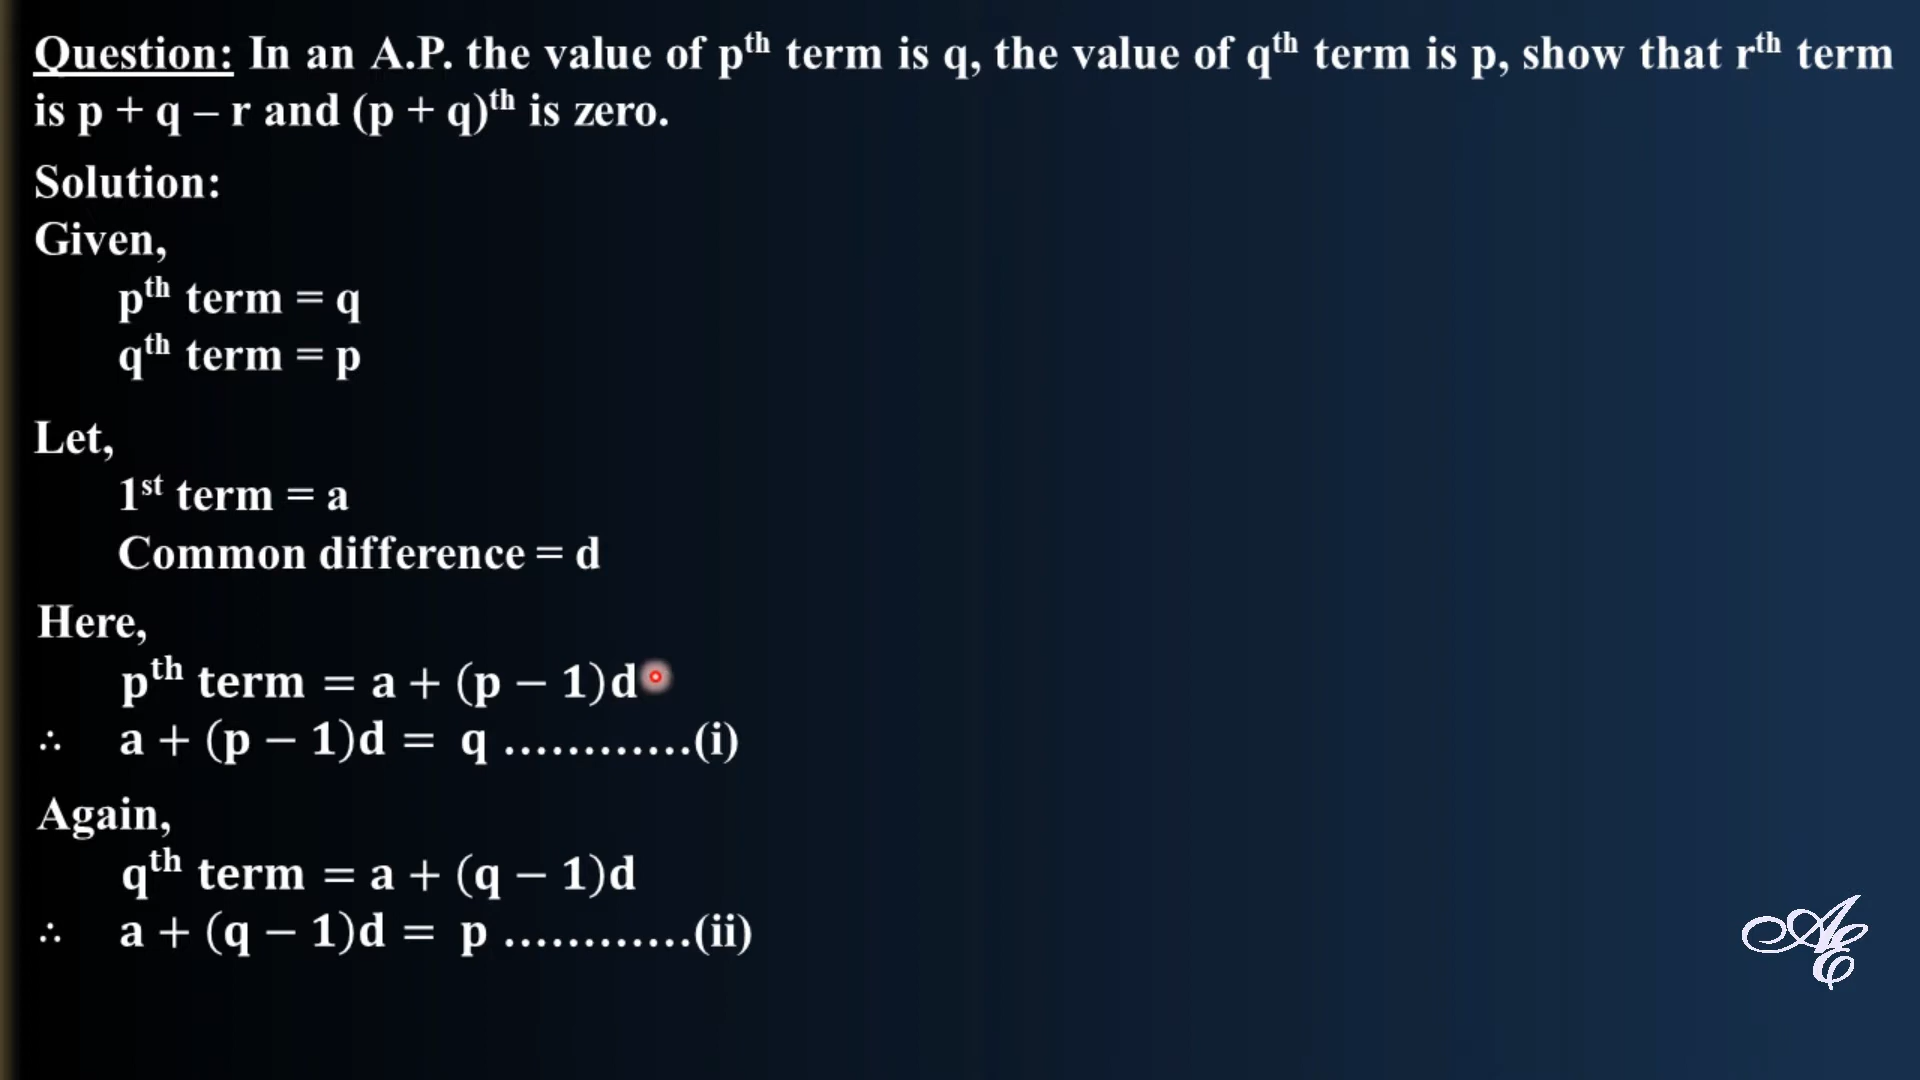 Question: In an A.P. the value of pᵗʰ term is q, the value of qᵗʰ term is p, show that rᵗʰ term
is p + q – r and (p + q)ᵗʰ is zero.
Solution:
Given,
pᵗʰ term = q
qᵗʰ term = p
Let,
1ˢᵗ term = a
Common difference = d
Here,
pᵗʰ term = a + (p − 1)d
∴ a + (p − 1)d = q ............(i)
Again,
qᵗʰ term = a + (q − 1)d
∴ a + (q − 1)d = p ............(ii)